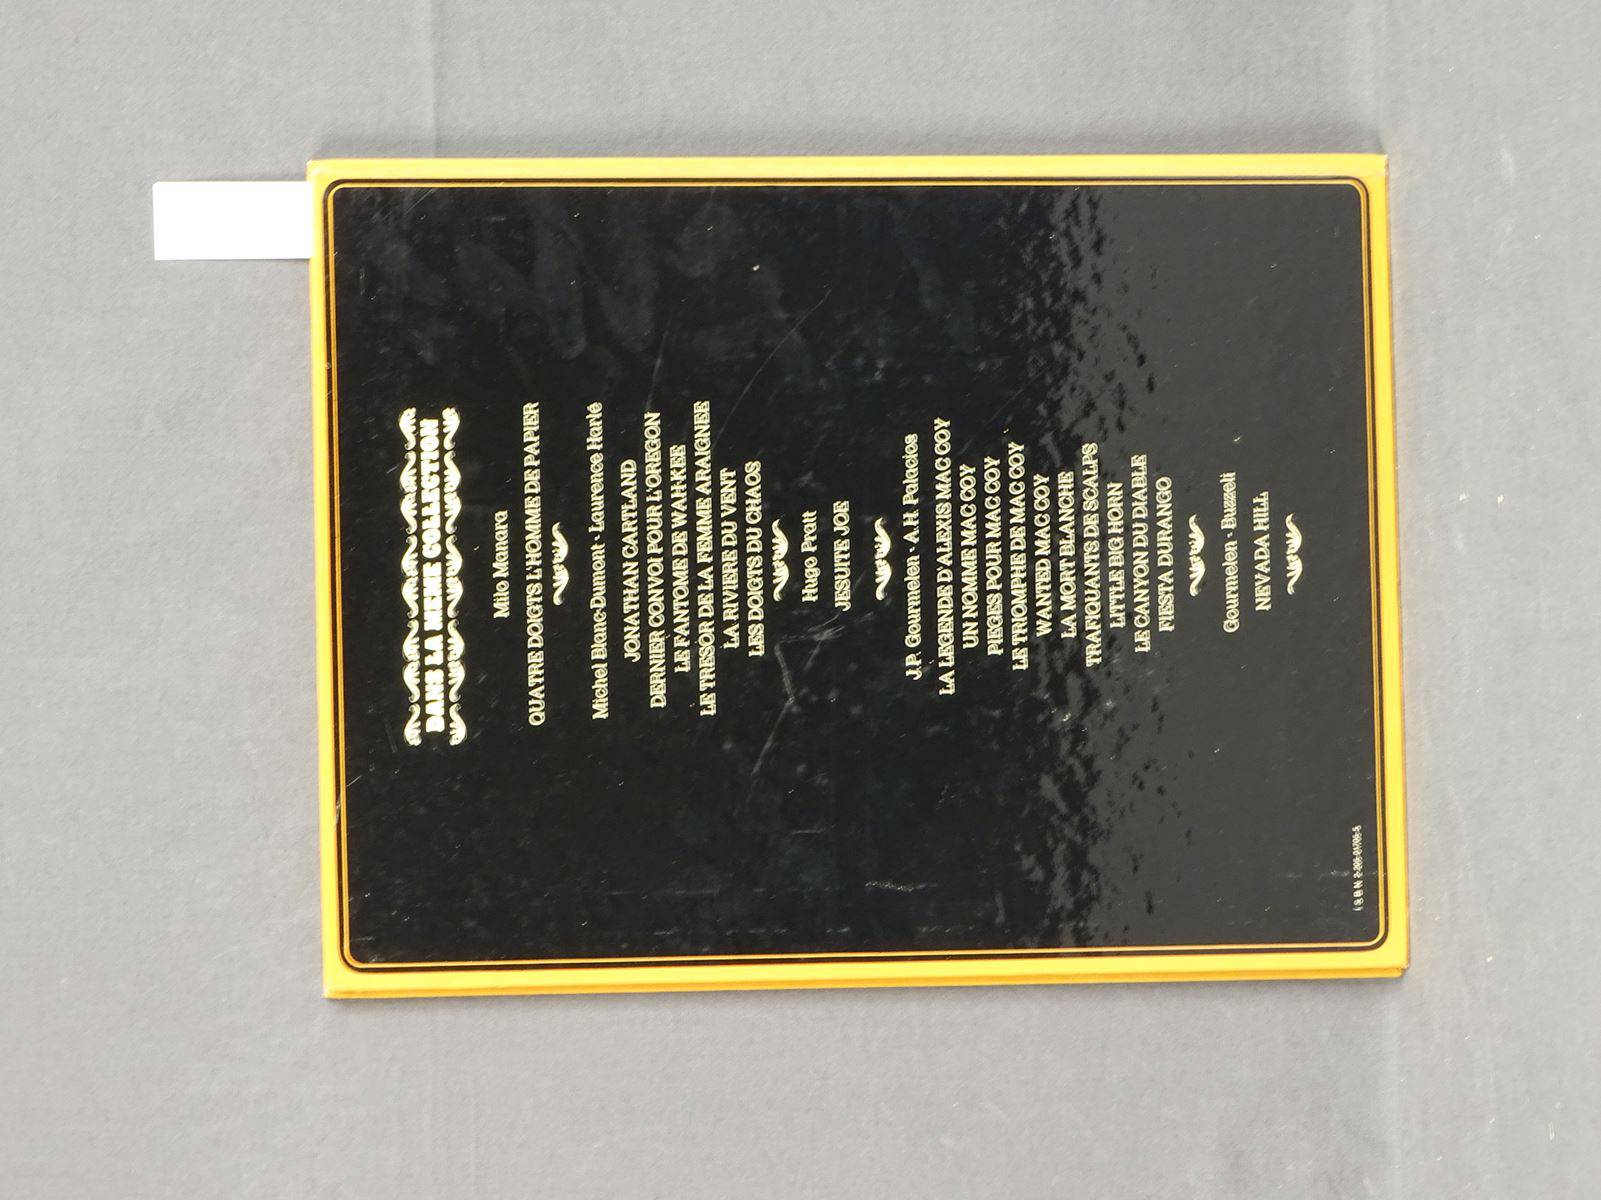 DANS LA MEME COLLECTION
Milo Manara
QUATRE DOIGTS L'HOMME DE PAPIER
Michel Blanc-Dumont · Laurence Harlé
JONATHAN CARTLAND
DERNIER CONVOI POUR L'OREGON
LE FANTOME DE WAH-KEE
LE TRESOR DE LA FEMME ARAIGNEE
LA RIVIERE DU VENT
LES DOIGTS DU CHAOS
Hugo Pratt
JESUITE JOE
J.P. Gourmelen · A.H. Palacios
LA LEGENDE D'ALEXIS MAC COY
UN NOMME MAC COY
PIEGES POUR MAC COY
LE TRIOMPHE DE MAC COY
WANTED MAC COY
LA MORT BLANCHE
TRAFIQUANTS DE SCALPS
LITTLE BIG HORN
LE CANYON DU DIABLE
FIESTA DURANGO
Gourmelen · Buzzeli
NEVADA HILL
ISBN